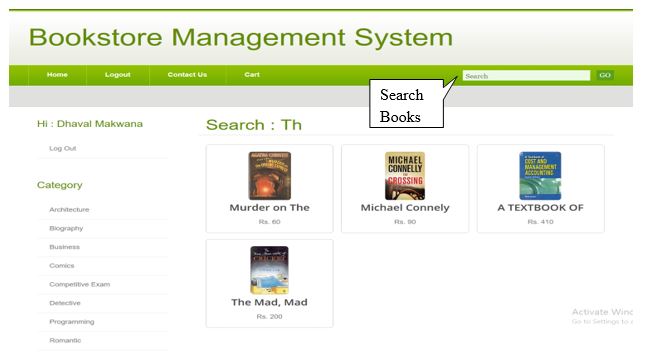 Bookstore Management System
Home Logout Contact Us Cart Search GO
Search
Books
Hi : Dhaval Makwana
Log Out
Category
Architecture
Biography
Business
Comics
Competitive Exam
Detective
Programming
Romantic
Search : Th
AGATHA CHRISTIE
Murder on The
Rs. 60
MICHAEL
CONNELLY
CROSSING
Michael Connely
Rs. 90
COST AND
MANAGEMENT
ACCOUNTING
A TEXTBOOK OF
Rs. 410
CRICKET
The Mad, Mad
Rs. 200
Activate Wind
Go to Settings to a